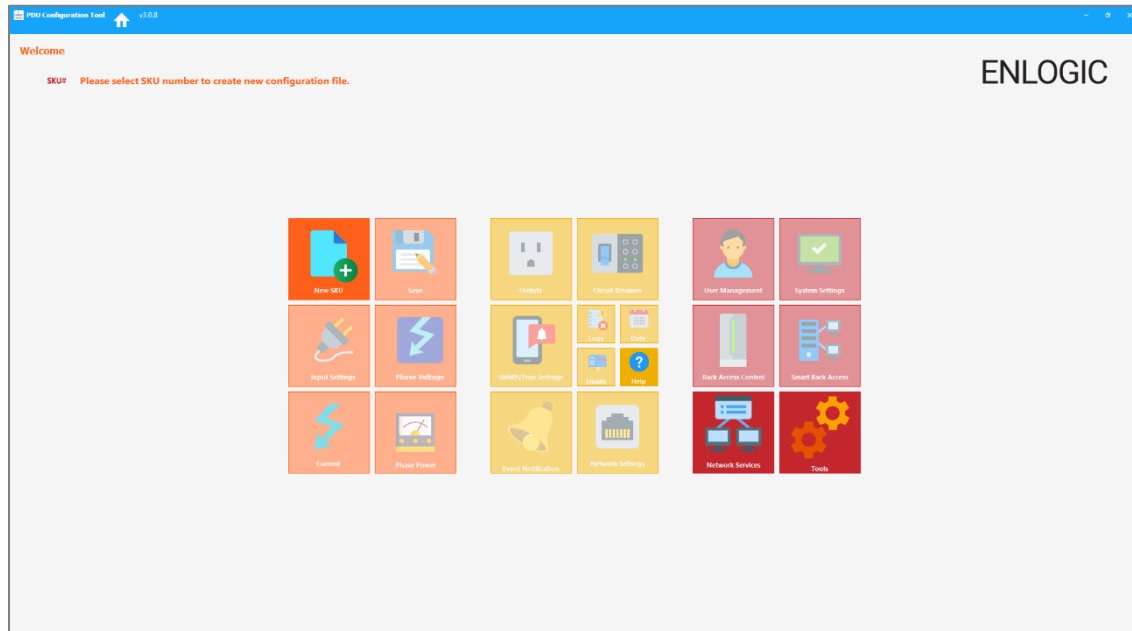 PDU Configuration Tool v3.0.8
Welcome
SKU# Please select SKU number to create new configuration file.
ENLOGIC
New SKU
Save
Outlets
Circuit Breakers
User Management
System Settings
Input Settings
Phase Voltage
SNMP/Trap Settings
Logs
Date
Emails
Help
Rack Access Control
Smart Rack Access
Current
Phase Power
Event Notification
Network Settings
Network Services
Tools